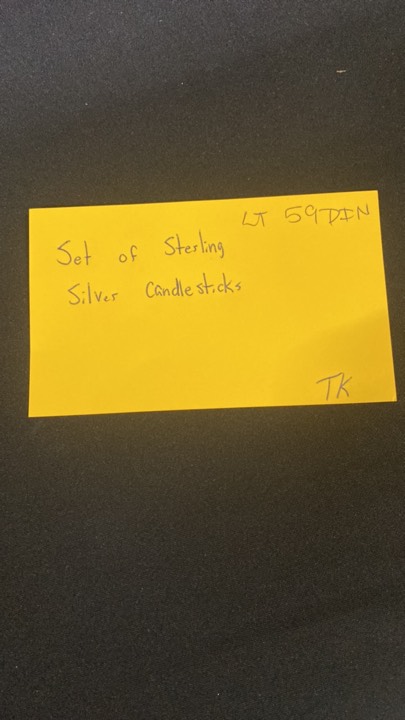 LT 59DIN
Set of Sterling
Silver Candlesticks
TK